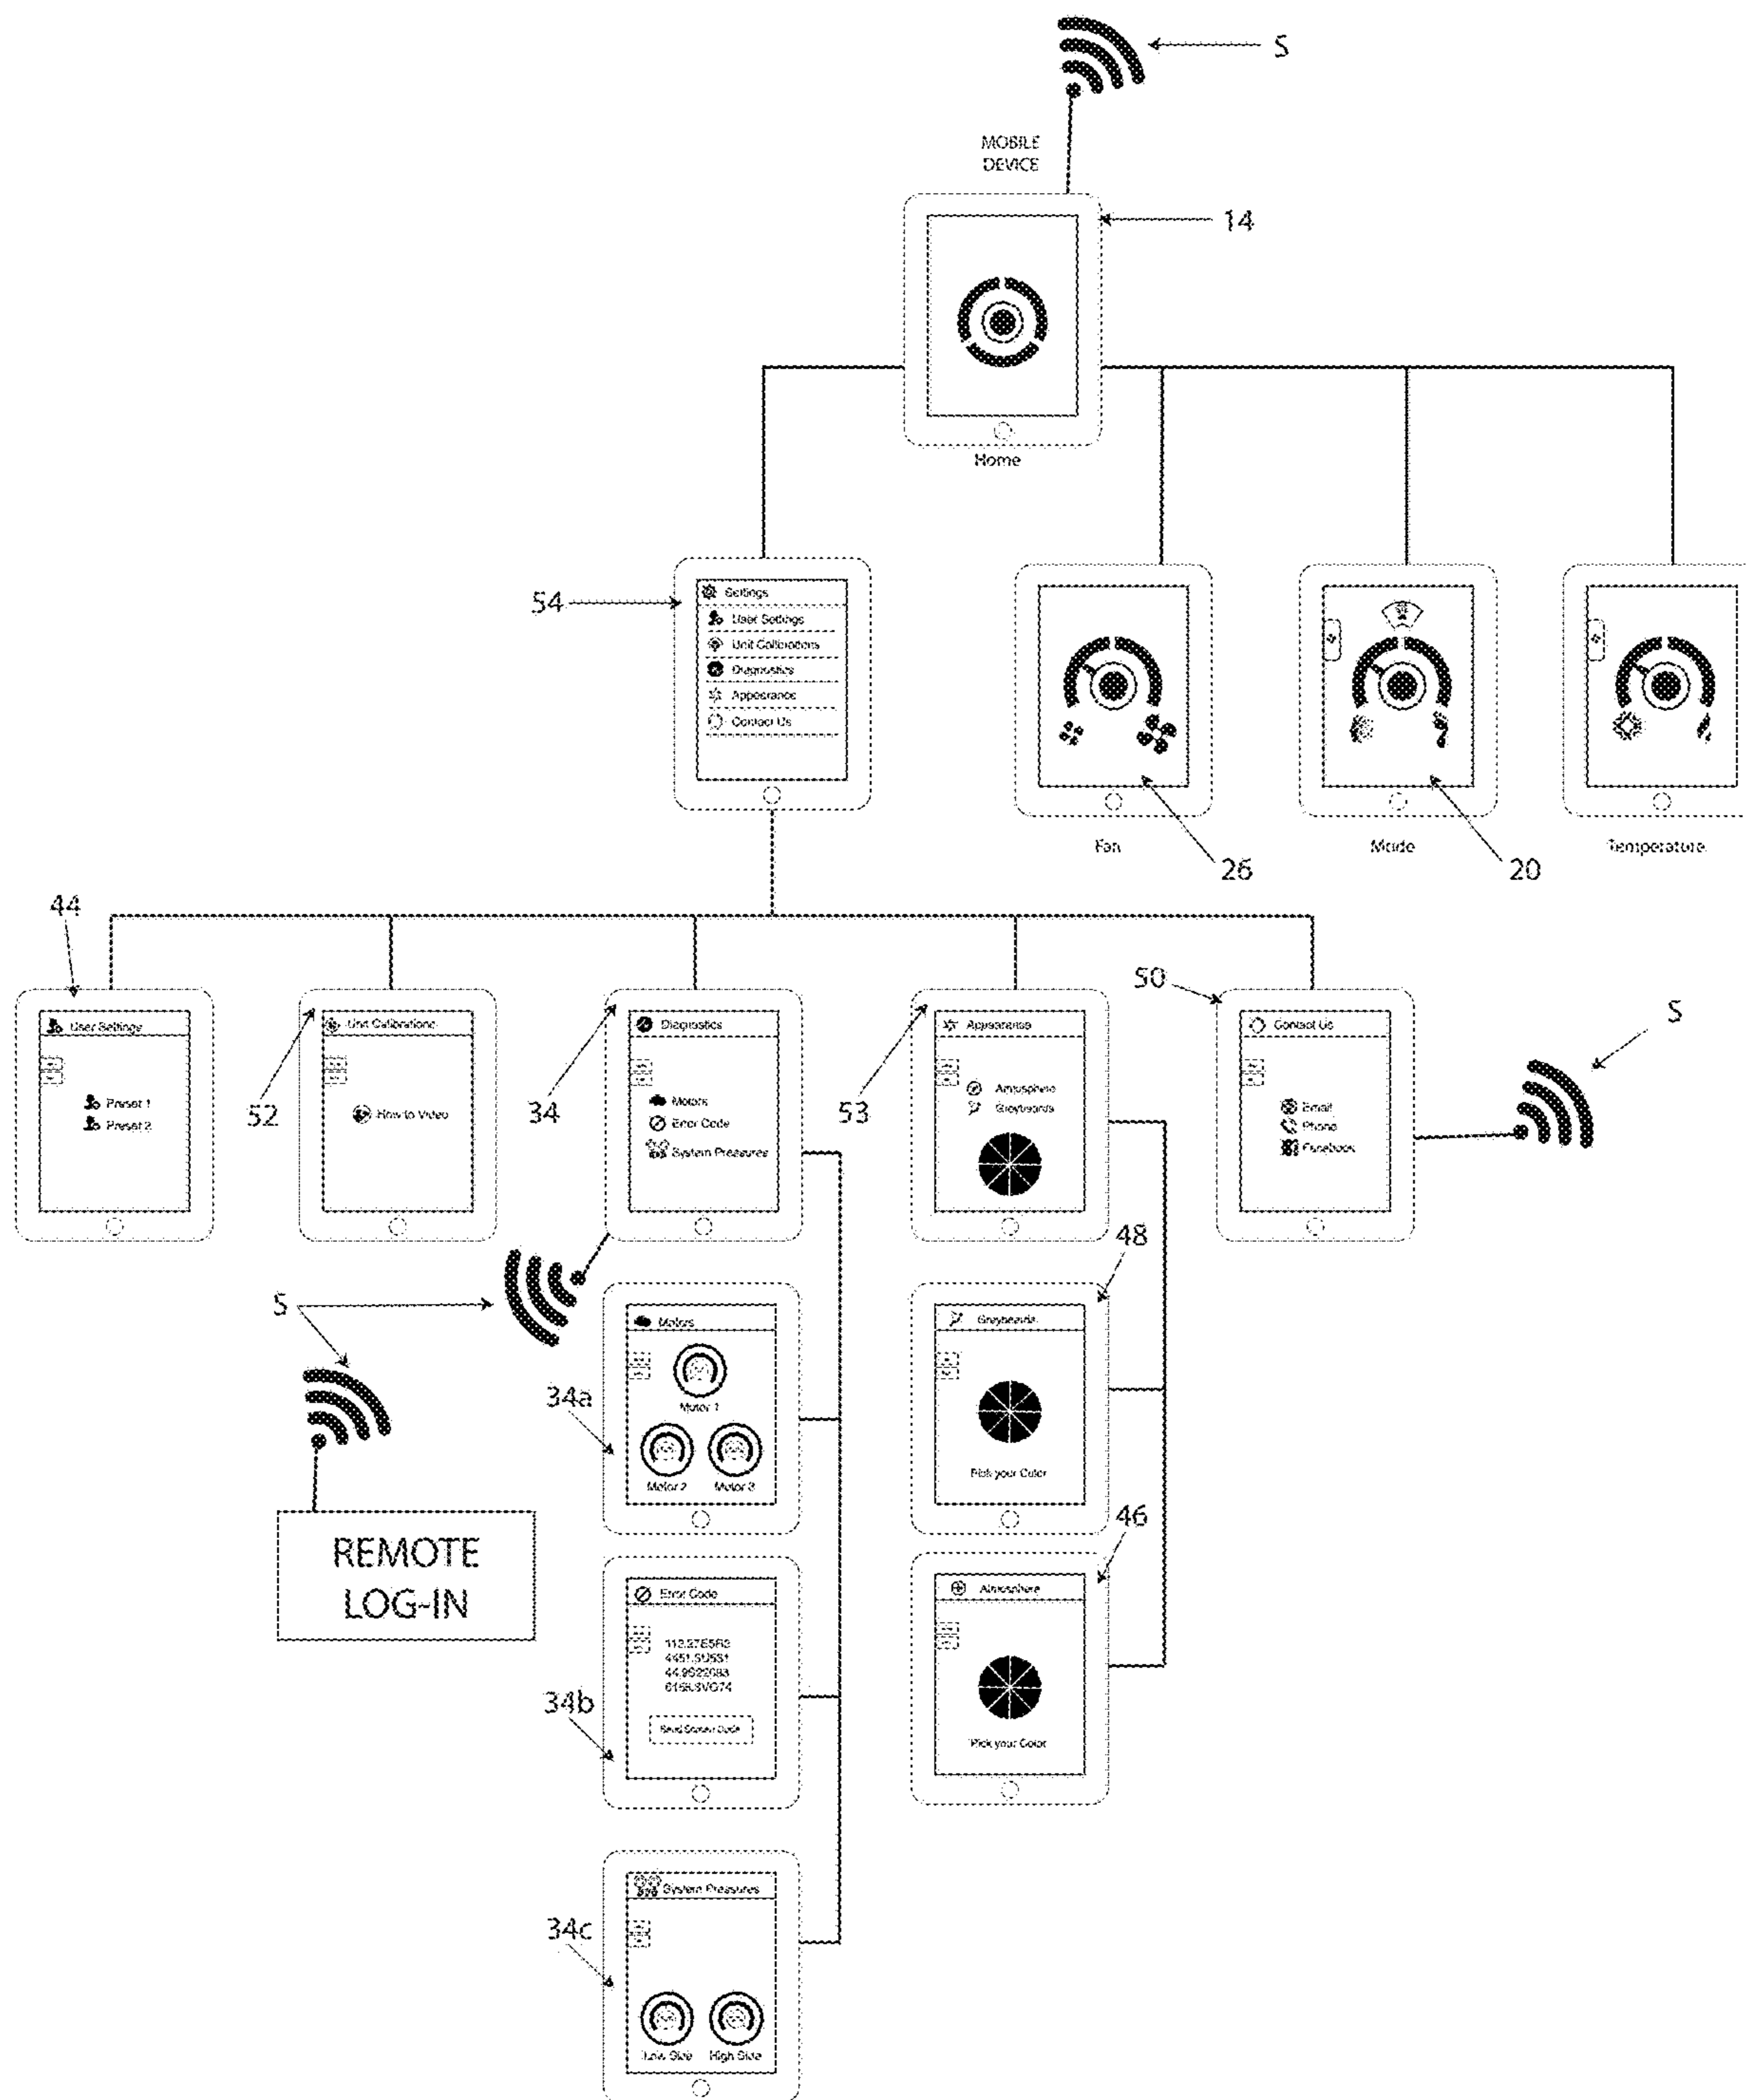 S
MOBILE
DEVICE
14
Home
54
Settings
User Settings
Unit Calibrations
Diagnostics
Appearance
Contact Us
Fan
26
Mode
20
Temperature
44
User Settings
Preset 1
Preset 2
52
Unit Calibrations
How to Video
34
Diagnostics
Motors
Error Code
System Pressures
53
Appearance
Atmosphere
50
Contact Us
Email
Phone
Facebook
S
S
REMOTE
LOG-IN
34a
Motors
Motor 1
Motor 2 Motor 3
48
Pick your Color
34b
Error Code
46
Atmosphere
Pick your Color
34c
System Pressures
Low Side High Side